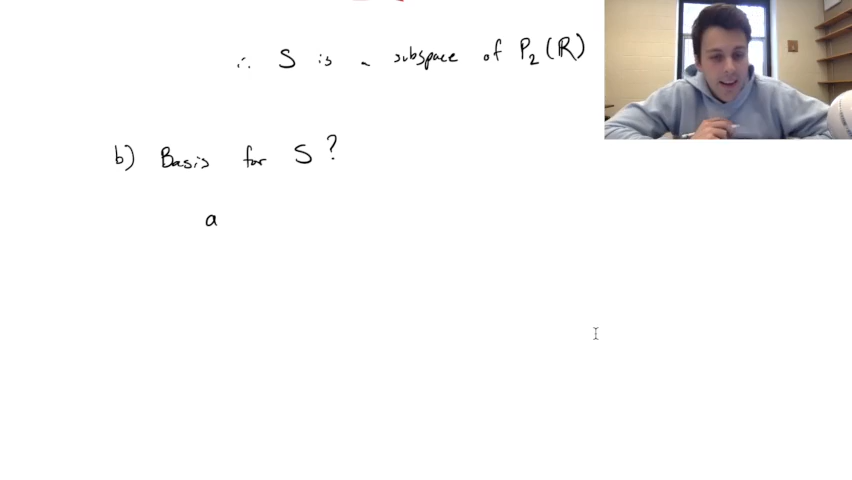 ∴ S is a subspace of P₂(ℝ)
b) Basis for S?
a